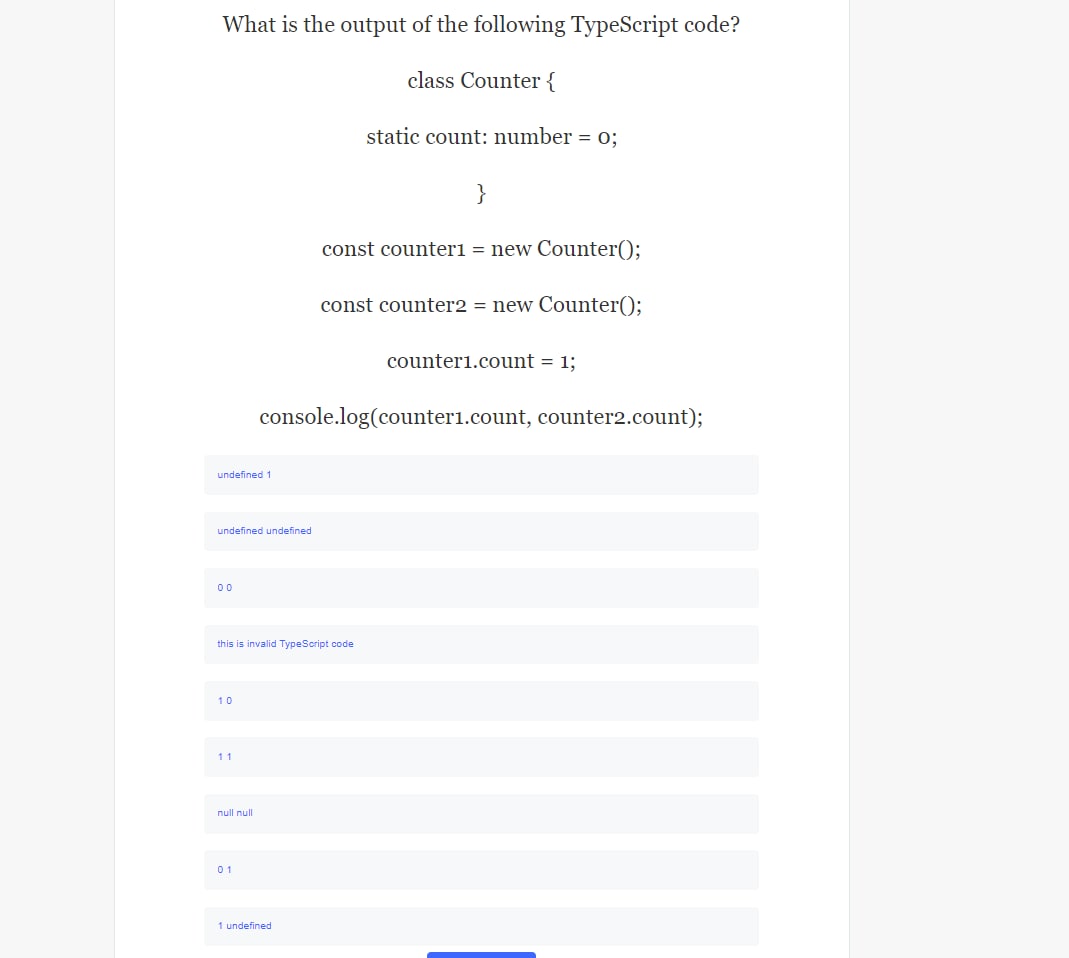 What is the output of the following TypeScript code?
class Counter {
static count: number = 0;
}
const counter1 = new Counter();
const counter2 = new Counter();
counter1.count = 1;
console.log(counter1.count, counter2.count);
undefined 1
undefined undefined
0 0
this is invalid TypeScript code
1 0
1 1
null null
0 1
1 undefined